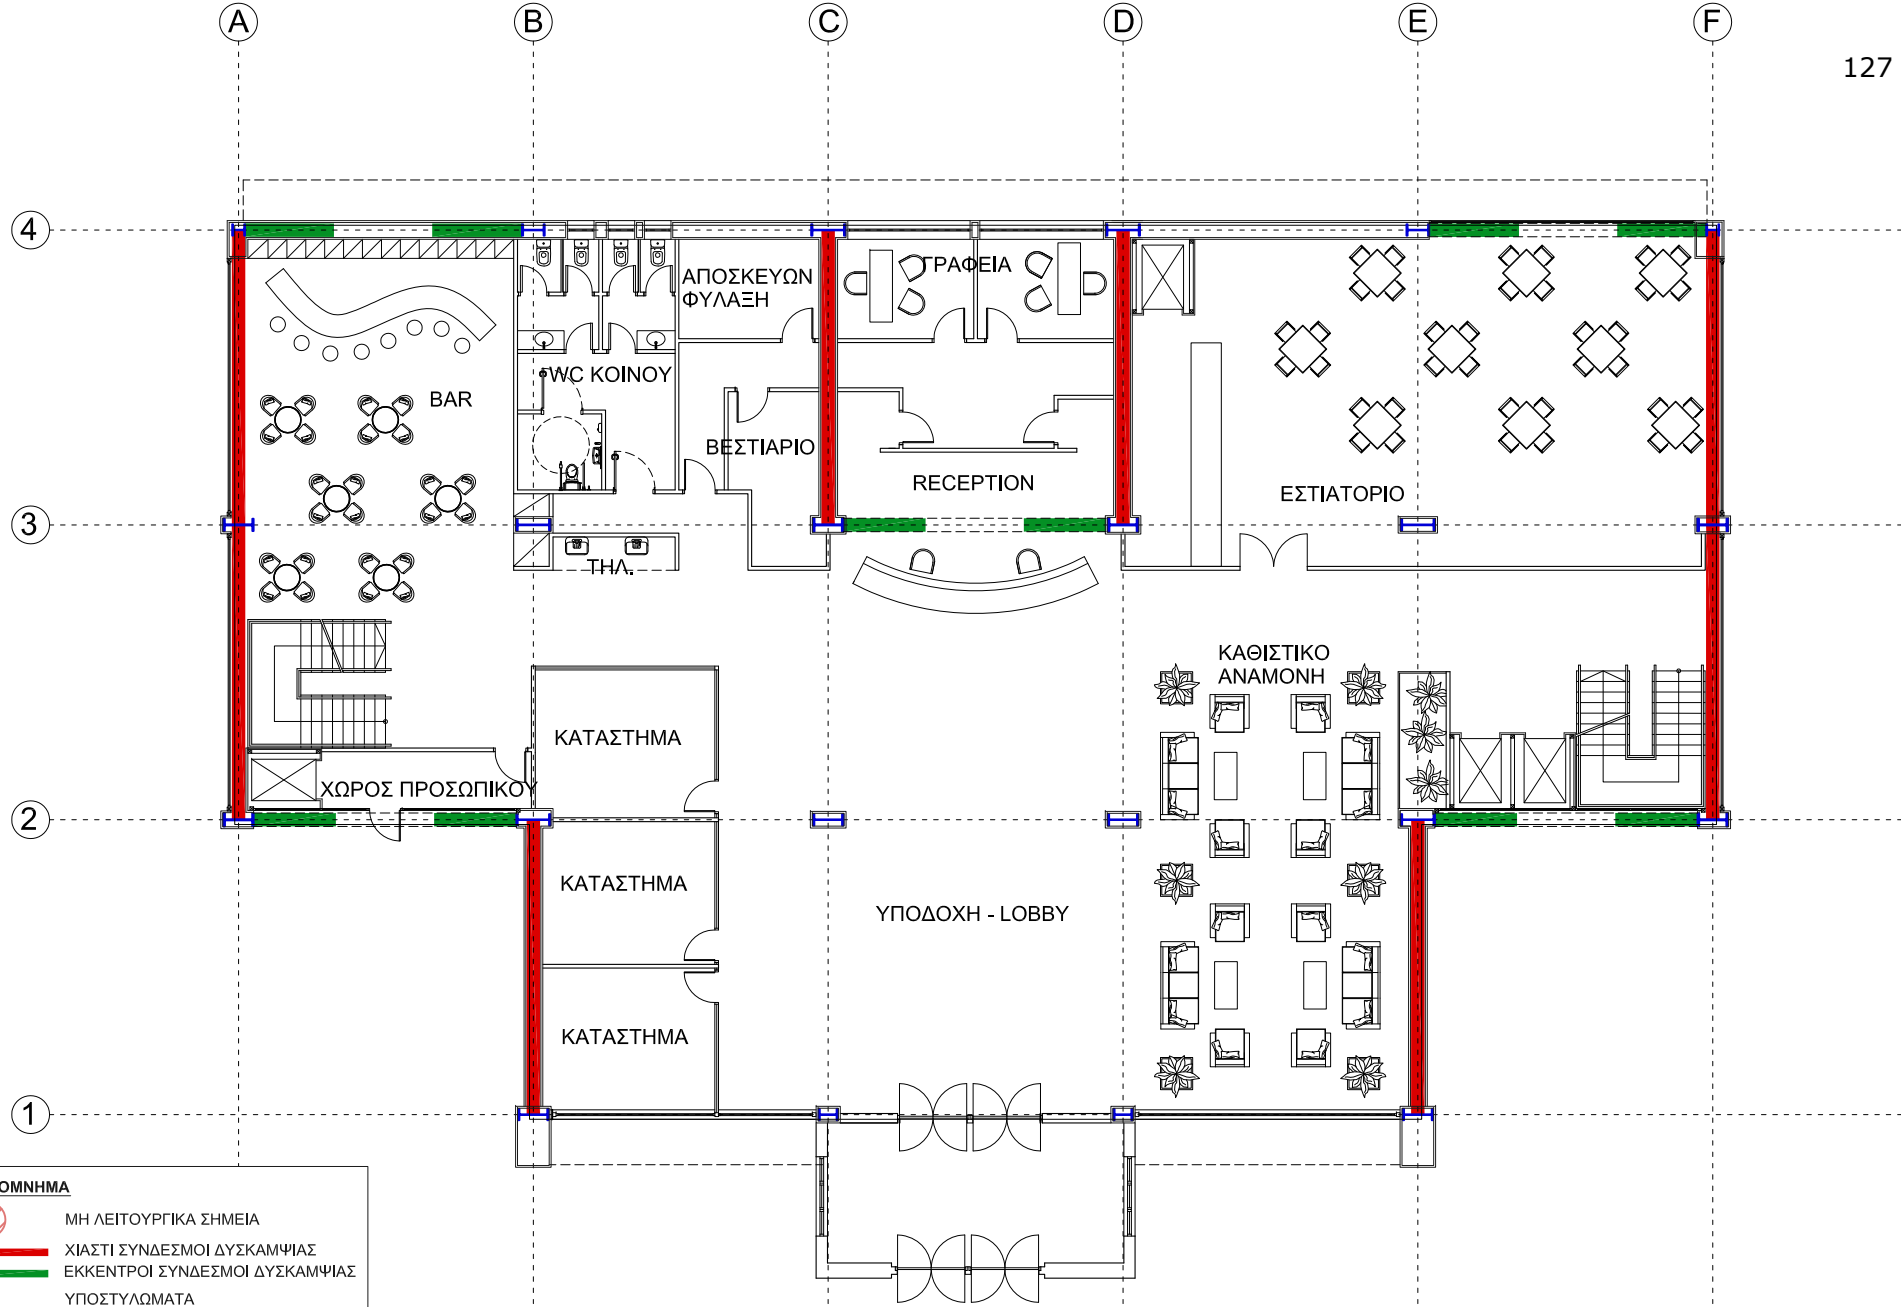 A B C D E F
127
4
ΑΠΟΣΚΕΥΩΝ
ΦΥΛΑΞΗ
ΓΡΑΦΕΙΑ
WC ΚΟΙΝΟΥ
BAR
ΒΕΣΤΙΑΡΙΟ
RECEPTION
ΕΣΤΙΑΤΟΡΙΟ
3
ΤΗΛ.
ΚΑΘΙΣΤΙΚΟ
ΑΝΑΜΟΝΗ
ΚΑΤΑΣΤΗΜΑ
ΧΩΡΟΣ ΠΡΟΣΩΠΙΚΟΥ
2
ΚΑΤΑΣΤΗΜΑ
ΥΠΟΔΟΧΗ - LOBBY
ΚΑΤΑΣΤΗΜΑ
1
ΟΜΝΗΜΑ
ΜΗ ΛΕΙΤΟΥΡΓΙΚΑ ΣΗΜΕΙΑ
ΧΙΑΣΤΙ ΣΥΝΔΕΣΜΟΙ ΔΥΣΚΑΜΨΙΑΣ
ΕΚΚΕΝΤΡΟΙ ΣΥΝΔΕΣΜΟΙ ΔΥΣΚΑΜΨΙΑΣ
ΥΠΟΣΤΥΛΩΜΑΤΑ